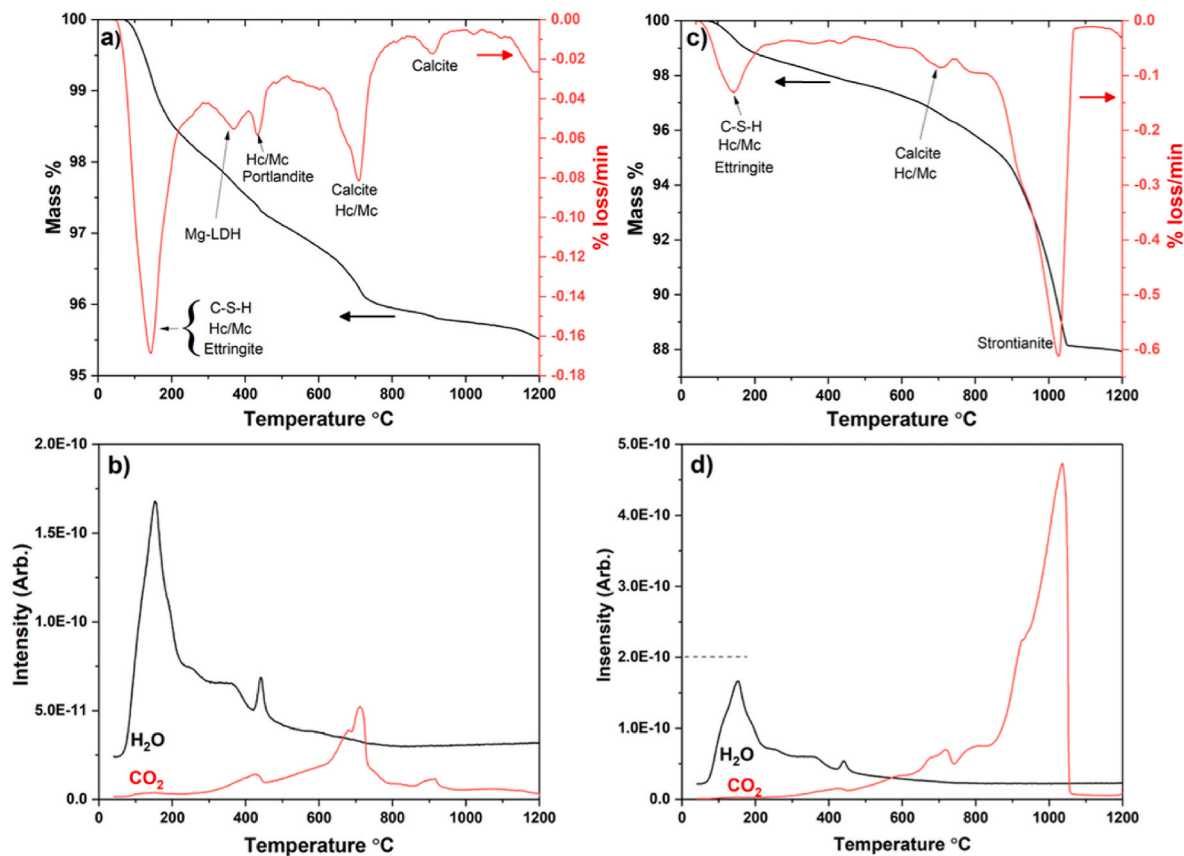 a)
100
99
98
97
96
95
Mass %
0 200 400 600 800 1000 1200
Temperature °C
0.00
-0.02
-0.04
-0.06
-0.08
-0.10
-0.12
-0.14
-0.16
-0.18
% loss/min
Calcite
Hc/Mc
Portlandite
Mg-LDH
Calcite
Hc/Mc
C-S-H
Hc/Mc
Ettringite
c)
100
98
96
94
92
90
88
Mass %
0 200 400 600 800 1000 1200
Temperature °C
0.00
-0.1
-0.2
-0.3
-0.4
-0.5
-0.6
% loss/min
C-S-H
Hc/Mc
Ettringite
Calcite
Hc/Mc
Strontianite
b)
2.0E-10
1.5E-10
1.0E-10
5.0E-11
0.0
Intensity (Arb.)
H2O
CO2
0 200 400 600 800 1000 1200
Temperature °C
d)
5.0E-10
4.0E-10
3.0E-10
2.0E-10
1.0E-10
0.0E+00
Insensity (Arb.)
H2O
CO2
0 200 400 600 800 1000 1200
Temperature °C